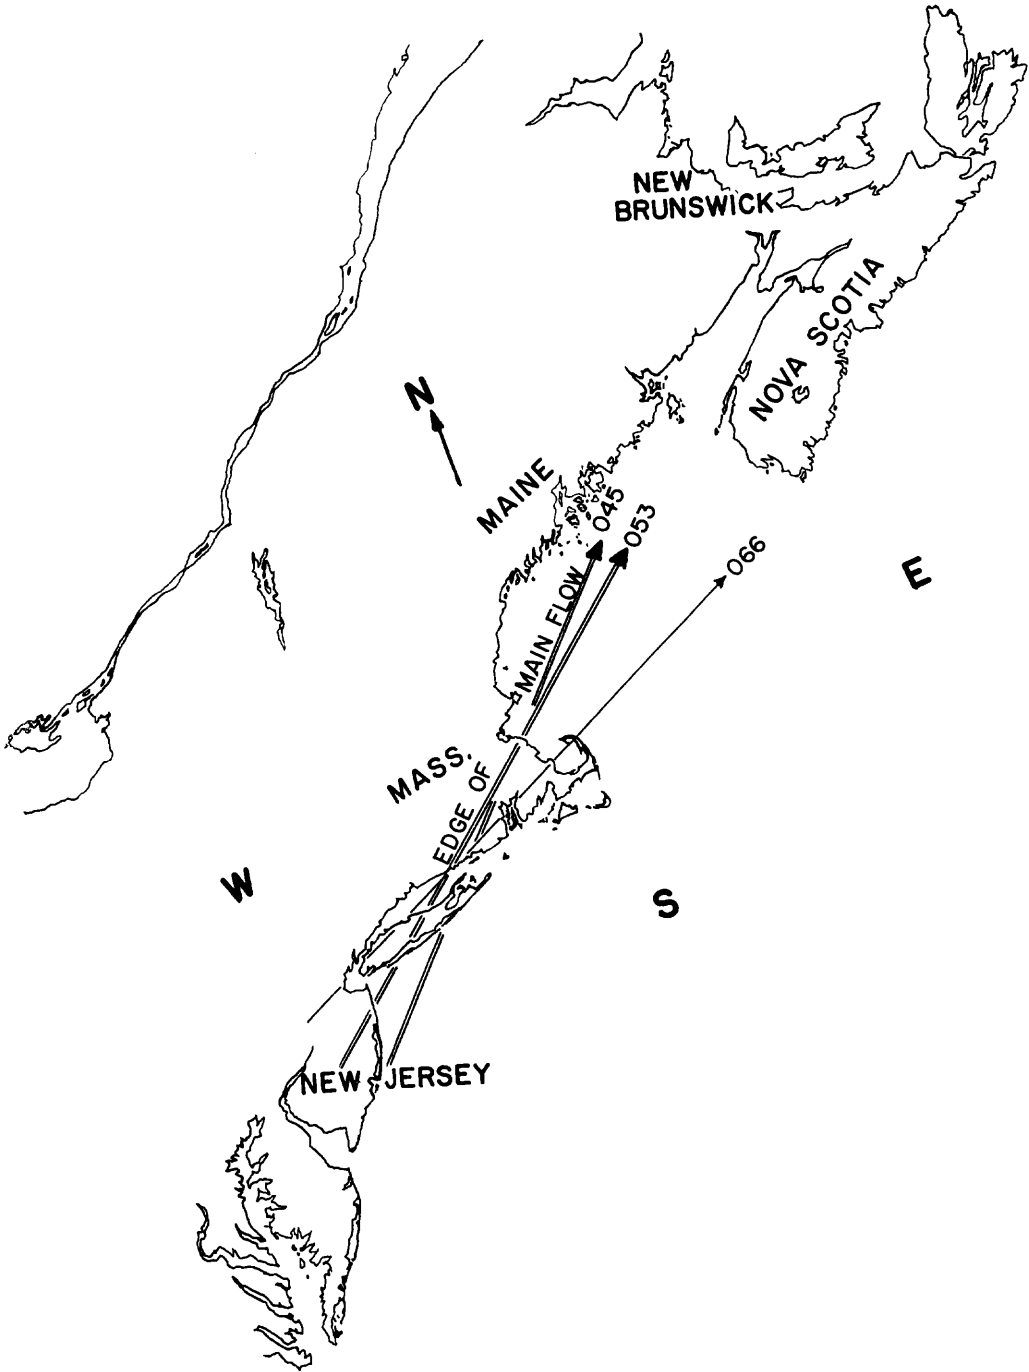 NEW
BRUNSWICK
NOVA SCOTIA
N
MAINE
045
053
066
E
MAIN FLOW
MASS.
EDGE OF
W
S
NEW JERSEY